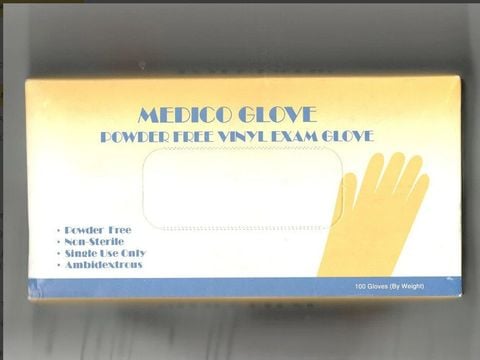 MEDICO GLOVE
POWDER FREE VINYL EXAM GLOVE
• Powder Free
• Non-Sterile
• Single Use Only
• Ambidextrous
100 Gloves (By Weight)